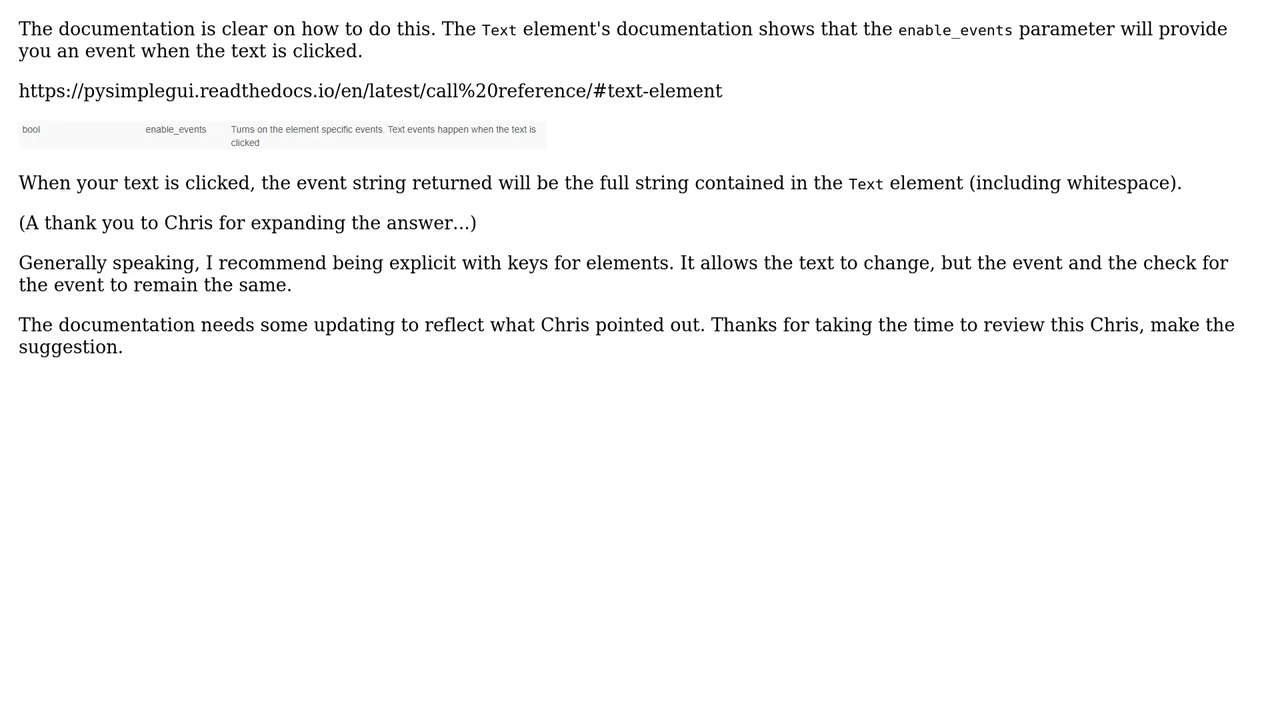 The documentation is clear on how to do this. The Text element's documentation shows that the enable_events parameter will provide
you an event when the text is clicked.
https://pysimplegui.readthedocs.io/en/latest/call%20reference/#text-element
bool enable_events Turns on the element specific events. Text events happen when the text is
clicked
When your text is clicked, the event string returned will be the full string contained in the Text element (including whitespace).
(A thank you to Chris for expanding the answer...)
Generally speaking, I recommend being explicit with keys for elements. It allows the text to change, but the event and the check for
the event to remain the same.
The documentation needs some updating to reflect what Chris pointed out. Thanks for taking the time to review this Chris, make the
suggestion.